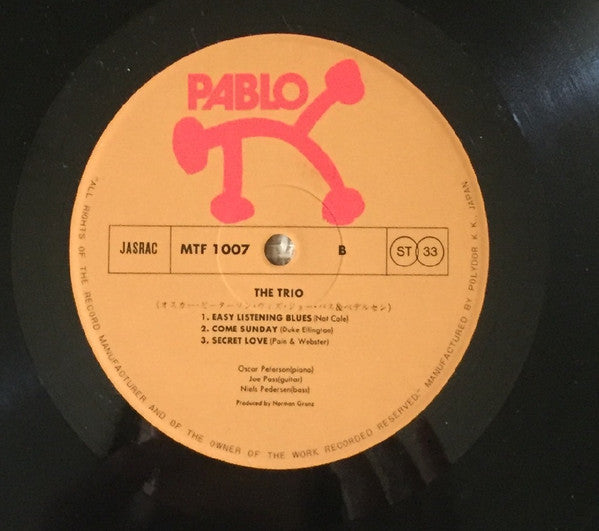 PABLO
JASRAC
MTF 1007
B
ST 33
THE TRIO
(オスカー・ピーターソン・ウィズ・ジョー・パス&ペデルセン)
1. EASY LISTENING BLUES (Nat Cole)
2. COME SUNDAY (Duke Ellington)
3. SECRET LOVE (Pain & Webster)
Oscar Peterson(piano)
Joe Pass(guitar)
Niels Pedersen(bass)
Produced by Norman Granz
"ALL RIGHTS OF THE RECORD MANUFACTURER AND OF THE OWNER OF THE WORK RECORDED RESERVED." MANUFACTURED BY POLYDOR K. K. JAPAN